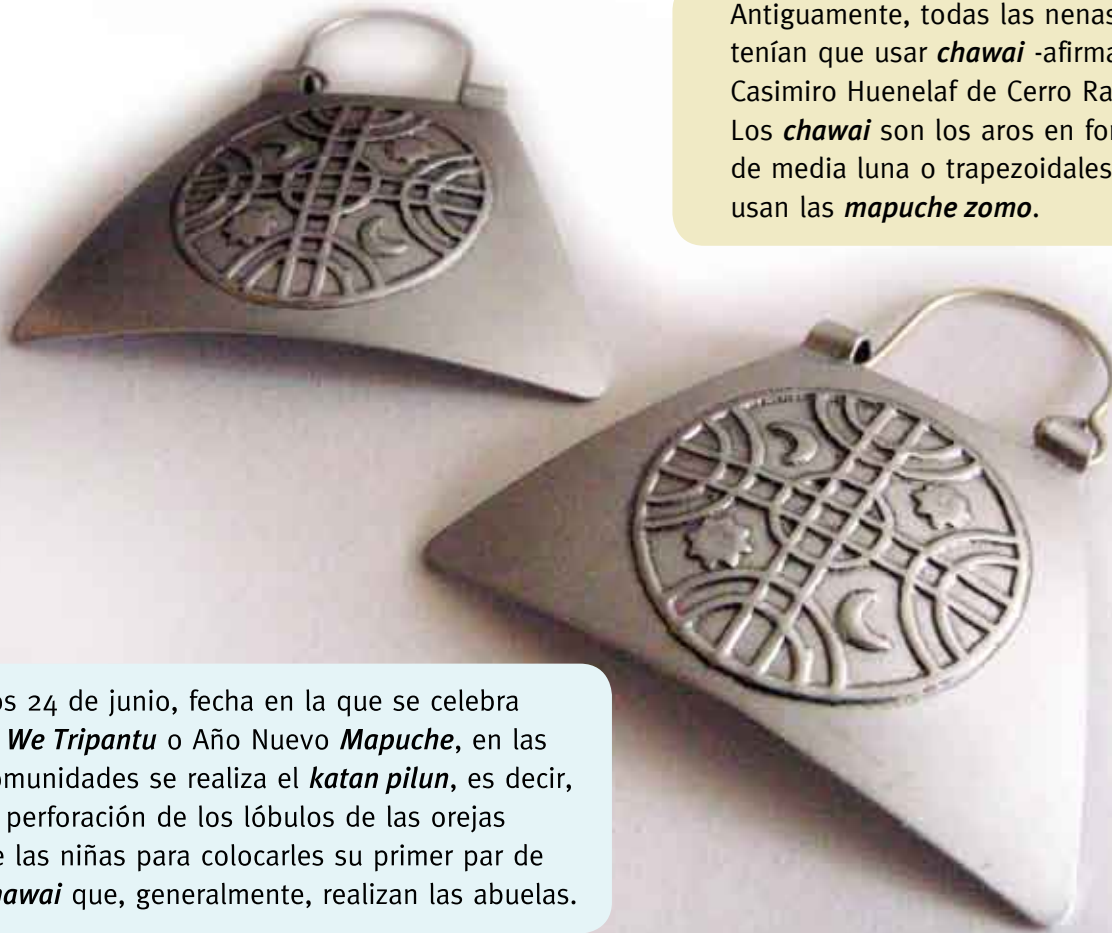 Antiguamente, todas las nenas
tenían que usar chawai -afirma
Casimiro Huenelaf de Cerro
Los chawai son los aros en
de media luna o trapezoidales
usan las mapuche zomo.
24 de junio, fecha en la que se celebra
We Tripantu o Año Nuevo Mapuche, en las
se realiza el katan pilun, es decir,
perforación de los lóbulos de las orejas
las niñas para colocarles su primer par de
que, generalmente, realizan las abuelas.